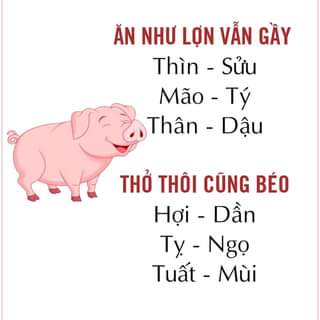 ĂN NHƯ LỢN VẪN GẦY
Thìn - Sửu
Mão - Tý
Thân - Dậu
THỞ THÔI CŨNG BÉO
Hợi - Dần
Tỵ - Ngọ
Tuất - Mùi